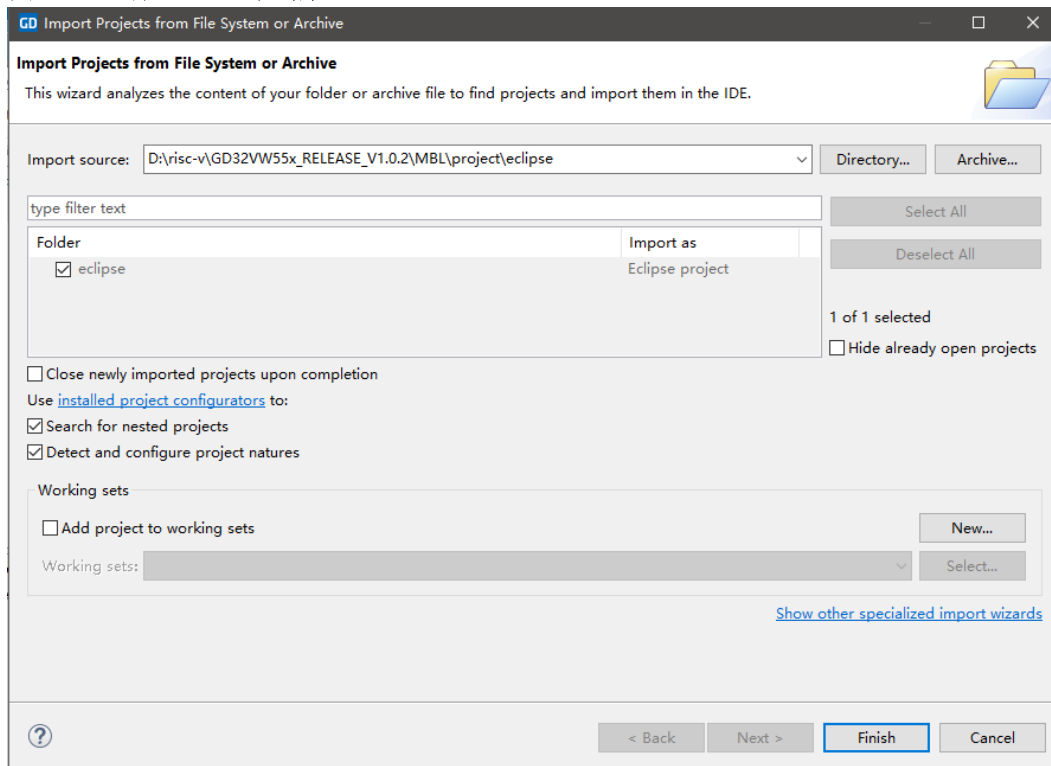 GD Import Projects from File System or Archive
Import Projects from File System or Archive
This wizard analyzes the content of your folder or archive file to find projects and import them in the IDE.
Import source: D:\risc-v\GD32VW55x_RELEASE_V1.0.2\MBL\project\eclipse Directory... Archive...
type filter text Select All
Folder Import as
Deselect All
eclipse Eclipse project
1 of 1 selected
Hide already open projects
Close newly imported projects upon completion
Use installed project configurators to:
Search for nested projects
Detect and configure project natures
Working sets
Add project to working sets New...
Working sets: Select...
Show other specialized import wizards
? < Back Next > Finish Cancel